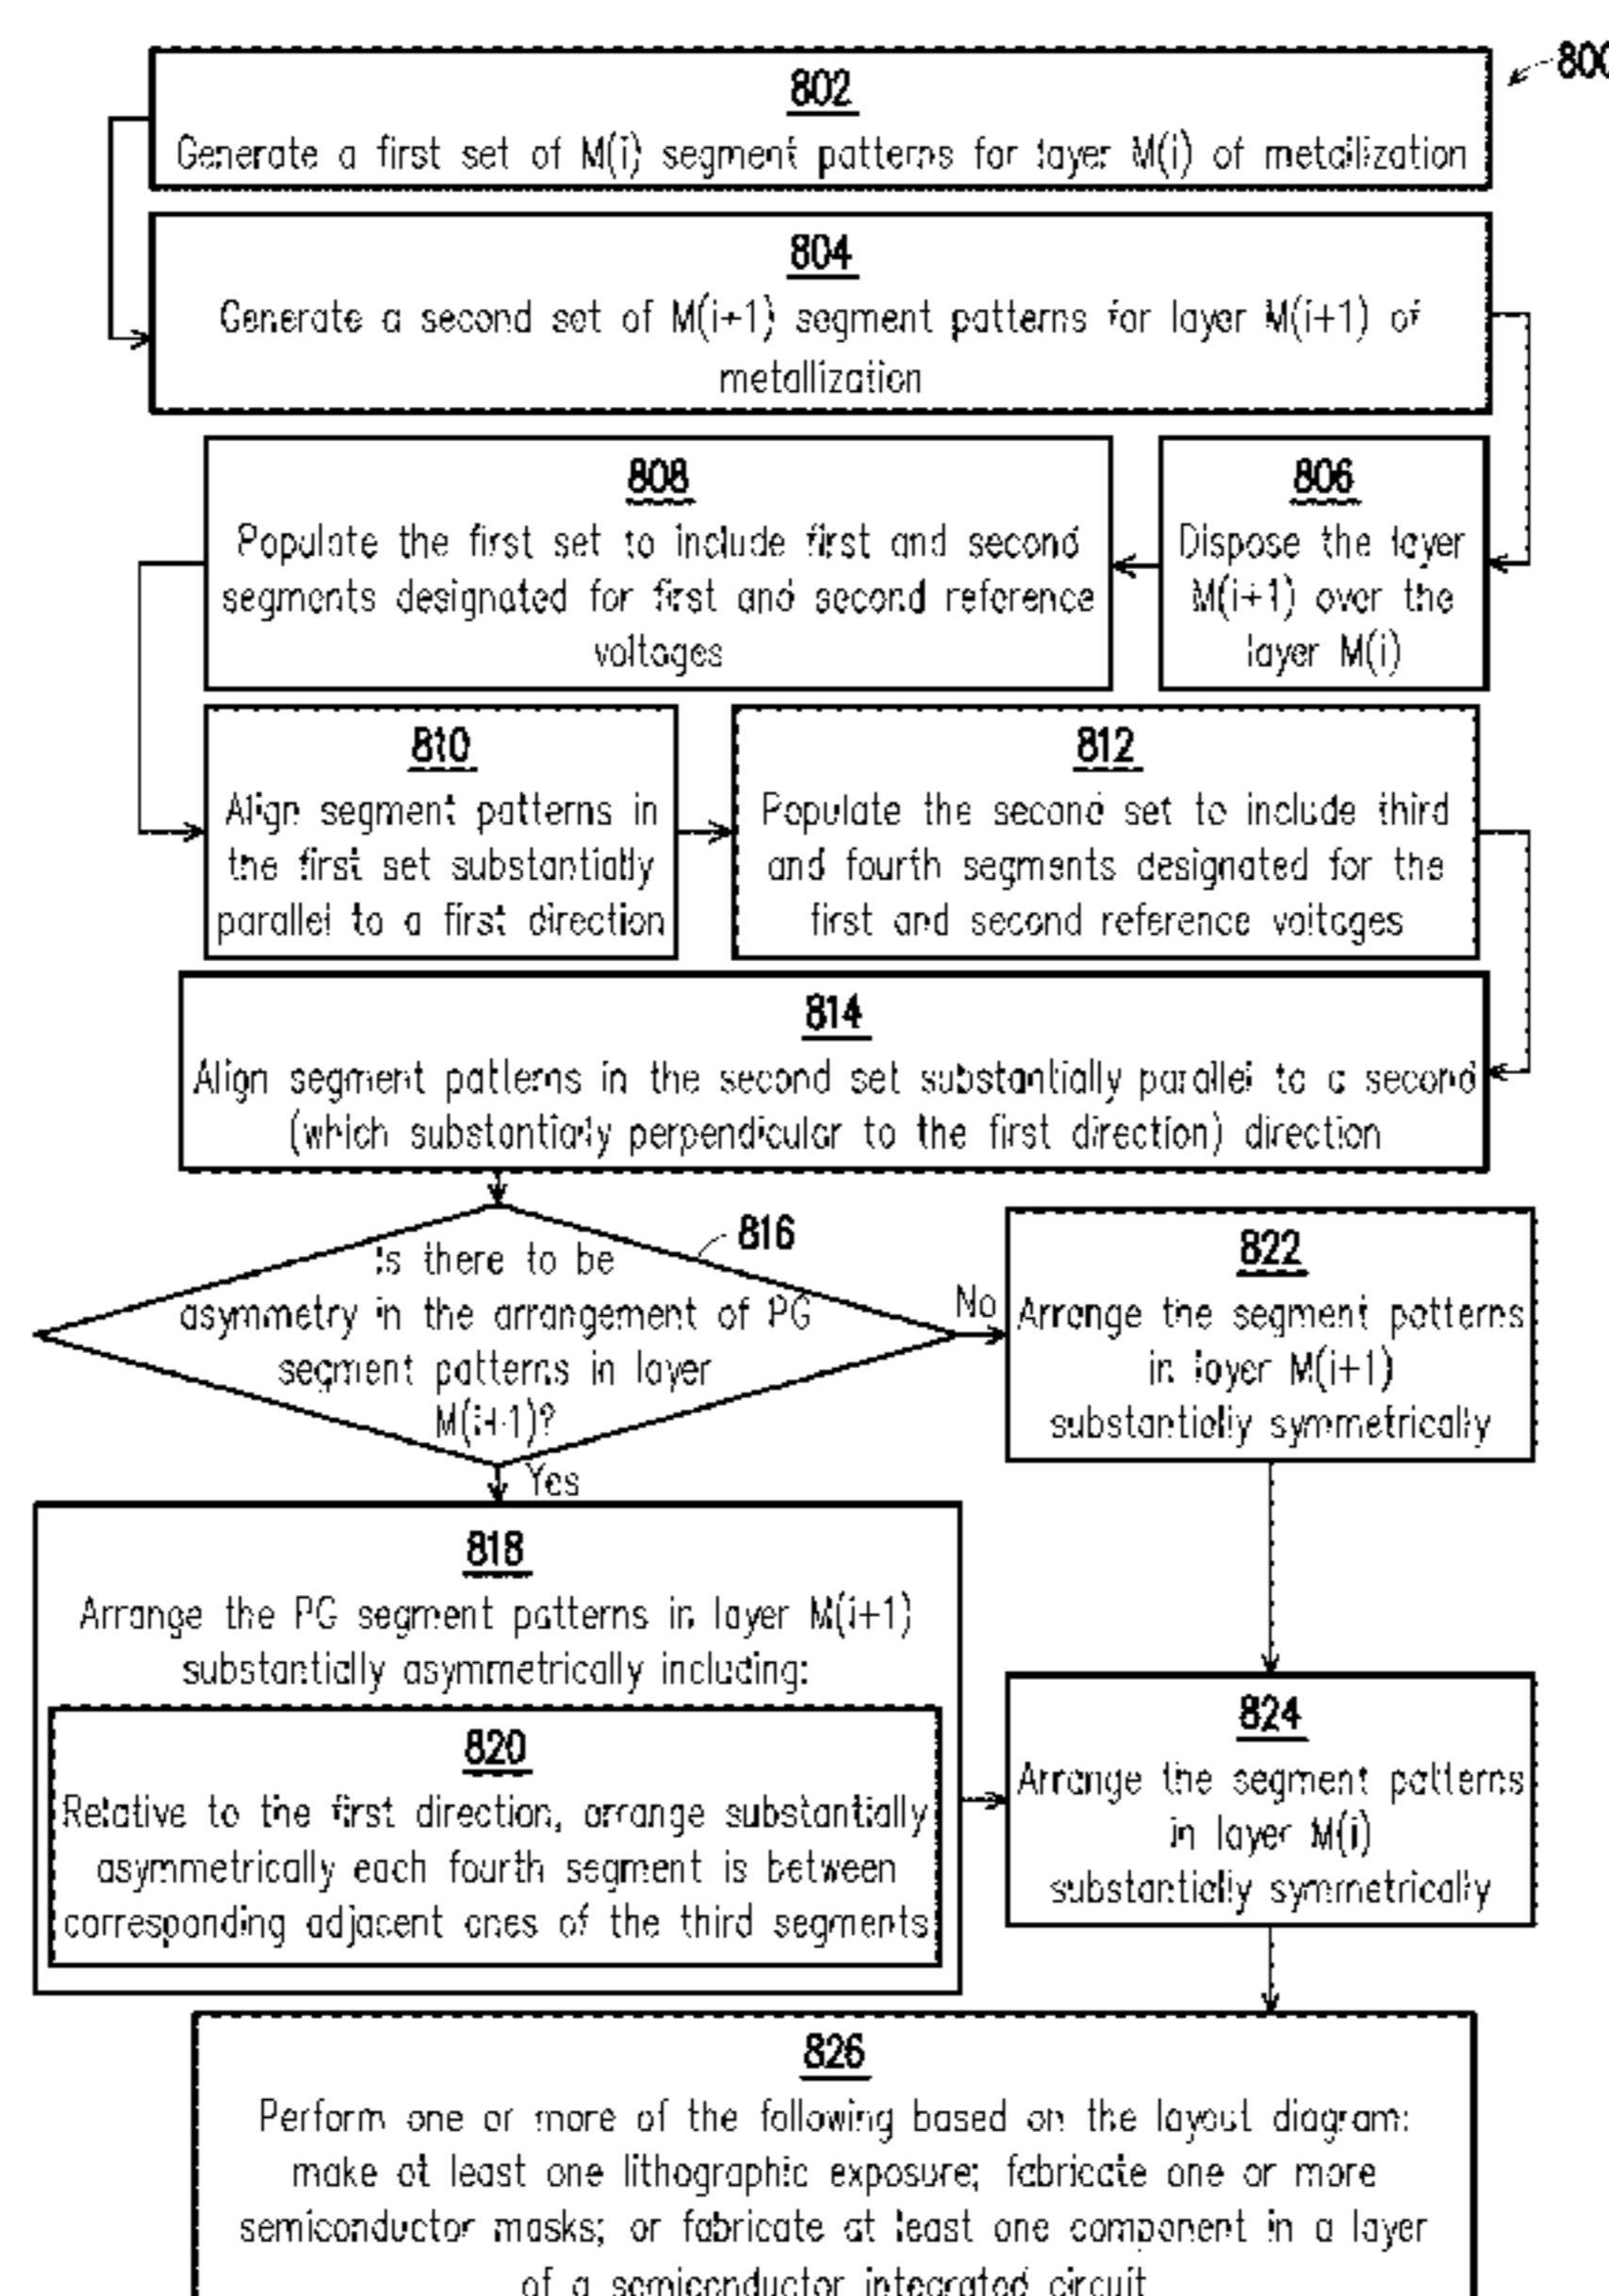 800
802
Generate a first set of M(i) segment patterns for layer M(i) of metallization
804
Generate a second set of M(i+1) segment patterns for layer M(i+1) of
metallization
806
Dispose the layer
M(i+1) over the
layer M(i)
808
Populate the first set to include first and second
segments designated for first and second reference
voltages
810
Align segment patterns in
the first set substantially
parallel to a first direction
812
Populate the second set to include third
and fourth segments designated for the
first and second reference voltages
814
Align segment patterns in the second set substantially parallel to a second
(which substantially perpendicular to the first direction) direction
816
Is there to be
asymmetry in the arrangement of PG
segment patterns in layer
M(i+1)?
No
Yes
822
Arrange the segment patterns
in layer M(i+1)
substantially symmetrically
818
Arrange the PG segment patterns in layer M(i+1)
substantially asymmetrically including:
820
Relative to the first direction, arrange substantially
asymmetrically each fourth segment is between
corresponding adjacent ones of the third segments
824
Arrange the segment patterns
in layer M(i)
substantially symmetrically
826
Perform one or more of the following based on the layout diagram:
make at least one lithographic exposure; fabricate one or more
semiconductor masks; or fabricate at least one component in a layer
of a semiconductor integrated circuit